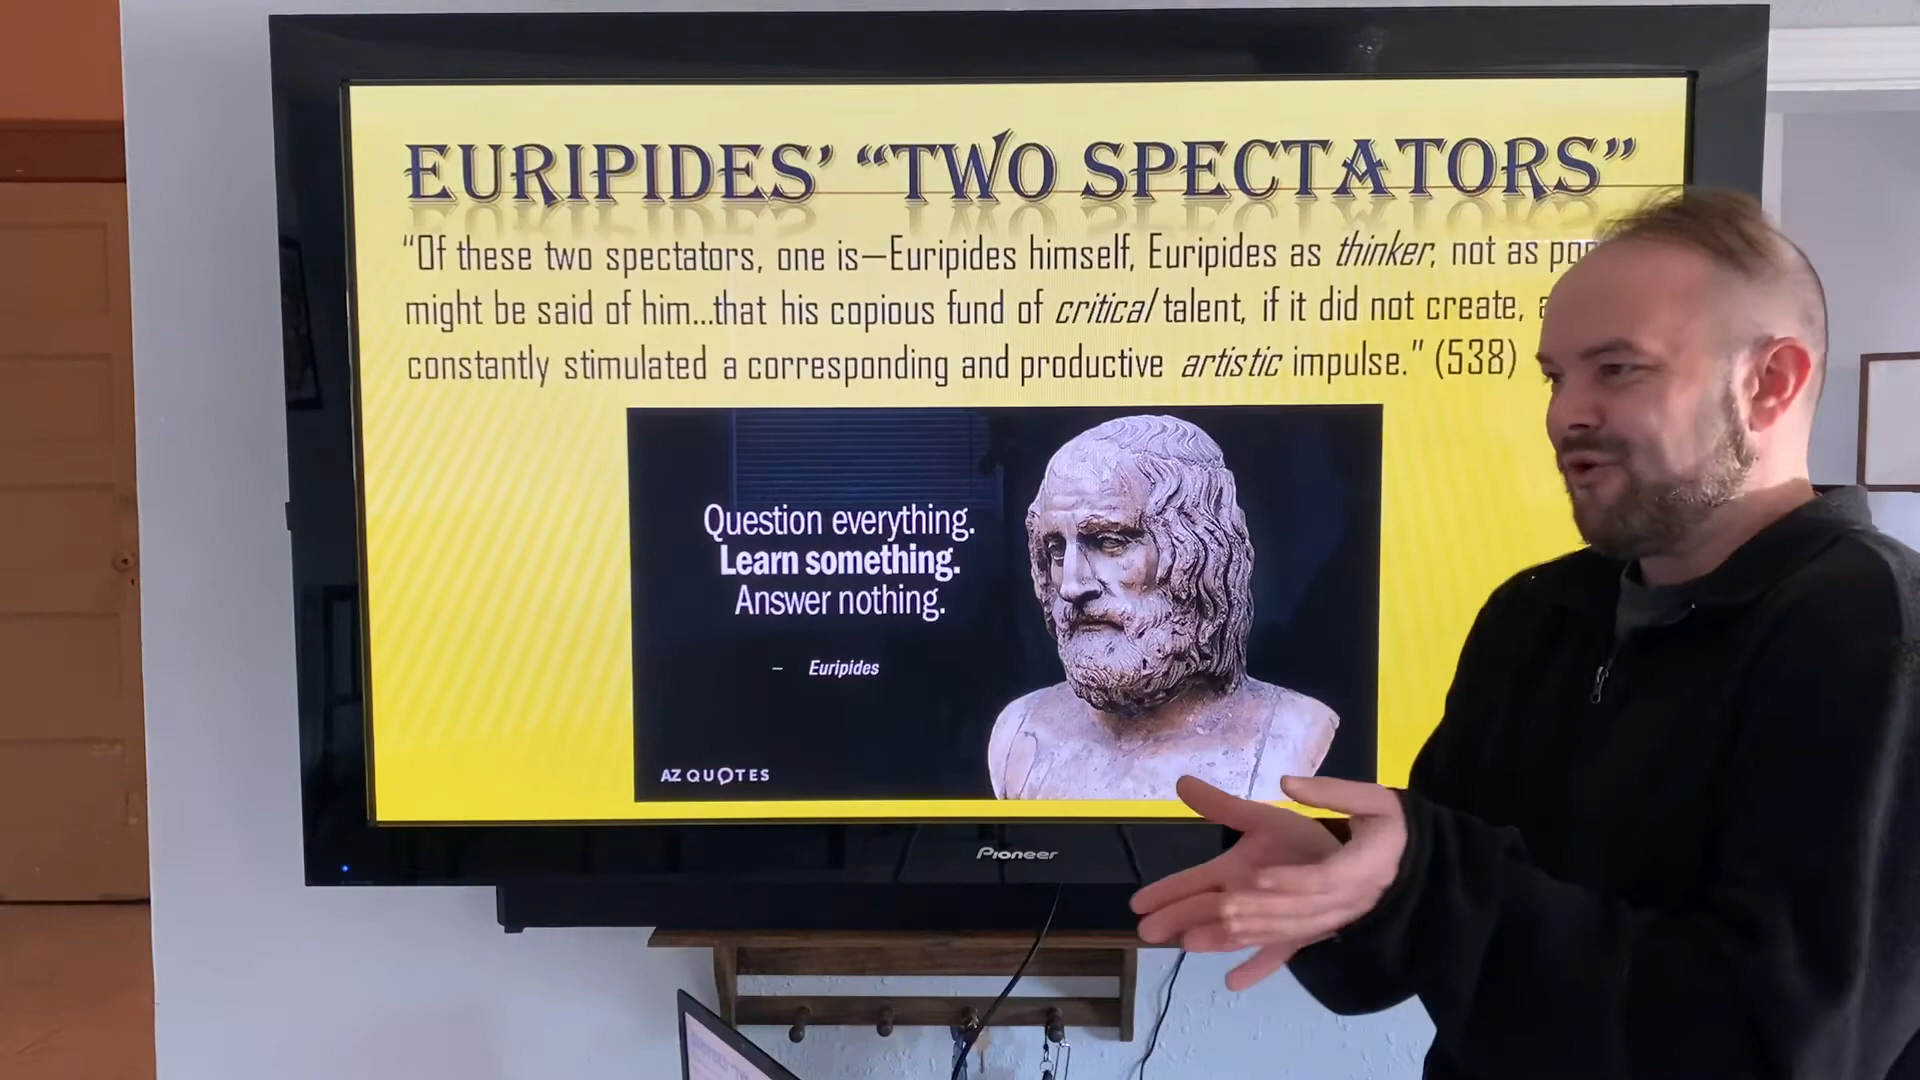 EURIPIDES' “TWO SPECTATORS”
“Of these two spectators, one is—Euripides himself, Euripides as thinker, not as
might be said of him...that his copious fund of critical talent, if it did not create,
constantly stimulated a corresponding and productive artistic impulse.” (538)
Question everything.
Learn something.
Answer nothing.
– Euripides
AZ QUOTES
Pioneer